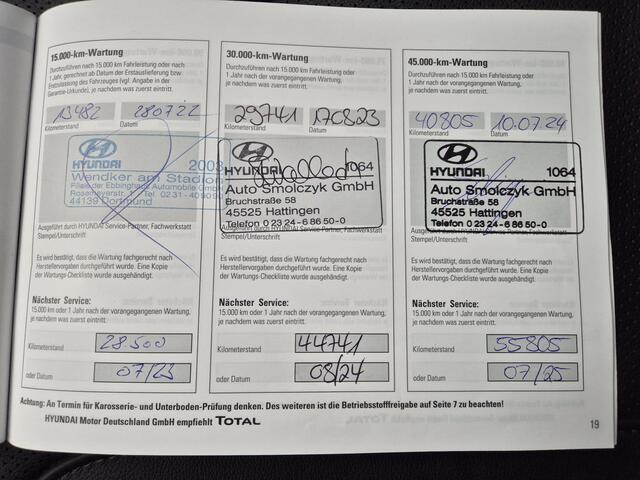 15.000-km-Wartung
Durchzuführen nach 15.000 km Fahrleistung oder nach
1 Jahr, gerechnet ab Datum der Erstauslieferung bzw.
Erstzulassung des Fahrzeuges (vgl. Angabe in der
Garantie-Urkunde), je nachdem was zuerst eintritt.
13482 280722
Kilometerstand Datum
HYUNDAI
Wendker am Stadion
Filiale der Ebbinghaus Automobile GmbH
44139 Dortmund
Ausgeführt durch HYUNDAI Service-Partner, Fachwerkstatt
Stempel/Unterschrift
Es wird bestätigt, dass die Wartung fachgerecht nach
Herstellervorgaben durchgeführt wurde. Eine Kopie
der Wartungs-Checkliste wurde ausgehändigt.
Nächster Service:
15.000 km oder 1 Jahr nach der vorangegangenen Wartung,
je nachdem was zuerst eintritt.
Kilometerstand 28500
oder Datum 07/23
30.000-km-Wartung
Durchzuführen nach 15.000 km Fahrleistung oder
1 Jahr nach der vorangegangenen Wartung,
je nachdem was zuerst eintritt.
29741 170823
Kilometerstand Datum
HYUNDAI 1064
Auto Smolczyk GmbH
Bruchstraße 58
45525 Hattingen
Telefon 0 23 24-6 86 50-0
Ausgeführt durch HYUNDAI Service-Partner, Fachwerkstatt
Stempel/Unterschrift
Es wird bestätigt, dass die Wartung fachgerecht nach
Herstellervorgaben durchgeführt wurde. Eine Kopie
der Wartungs-Checkliste wurde ausgehändigt.
Nächster Service:
15.000 km oder 1 Jahr nach der vorangegangenen Wartung,
je nachdem was zuerst eintritt.
Kilometerstand 44741
oder Datum 08/24
45.000-km-Wartung
Durchzuführen nach 15.000 km Fahrleistung oder
1 Jahr nach der vorangegangenen Wartung,
je nachdem was zuerst eintritt.
40805 10.07.24
Kilometerstand Datum
HYUNDAI 1064
Auto Smolczyk GmbH
Bruchstraße 58
45525 Hattingen
Telefon 0 23 24-6 86 50-0
Ausgeführt durch HYUNDAI Service-Partner, Fachwerkstatt
Stempel/Unterschrift
Es wird bestätigt, dass die Wartung fachgerecht nach
Herstellervorgaben durchgeführt wurde. Eine Kopie
der Wartungs-Checkliste wurde ausgehändigt.
Nächster Service:
15.000 km oder 1 Jahr nach der vorangegangenen Wartung,
je nachdem was zuerst eintritt.
Kilometerstand 55805
oder Datum 07/25
Achtung: An Termin für Karosserie- und Unterboden-Prüfung denken. Des weiteren ist die Betriebsstofffreigabe auf Seite 7 zu beachten!
HYUNDAI Motor Deutschland GmbH empfiehlt TOTAL
19